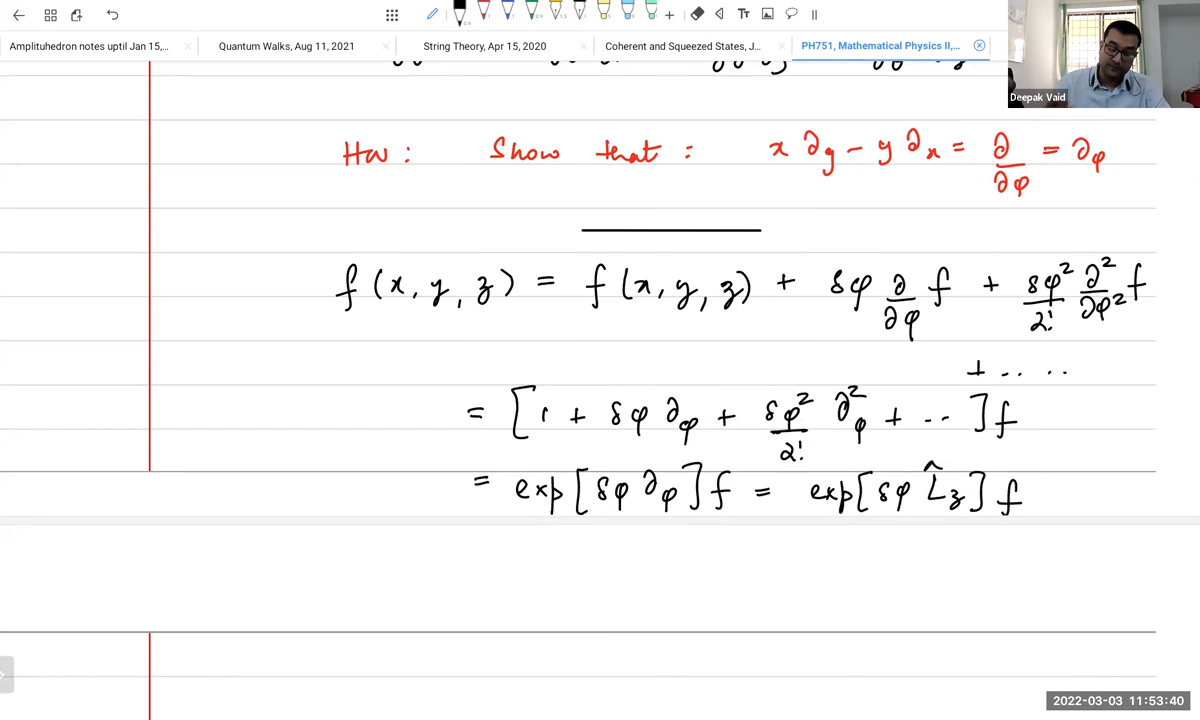 Amplituhedron notes uptil Jan 15,...
Quantum Walks, Aug 11, 2021
String Theory, Apr 15, 2020
Coherent and Squeezed States, J...
PH751, Mathematical Physics II,...
Deepak Vaid
HW : Show that : x ∂y − y ∂x = ∂/∂φ = ∂φ
f(x, y, z) = f(x, y, z) + δφ ∂/∂φ f + δφ²/2! ∂²/∂φ² f
+ .. ..
= [1 + δφ ∂φ + δφ²/2! ∂²φ + ..] f
= exp[δφ ∂φ] f = exp[δφ L̂z] f
2022-03-03 11:53:40